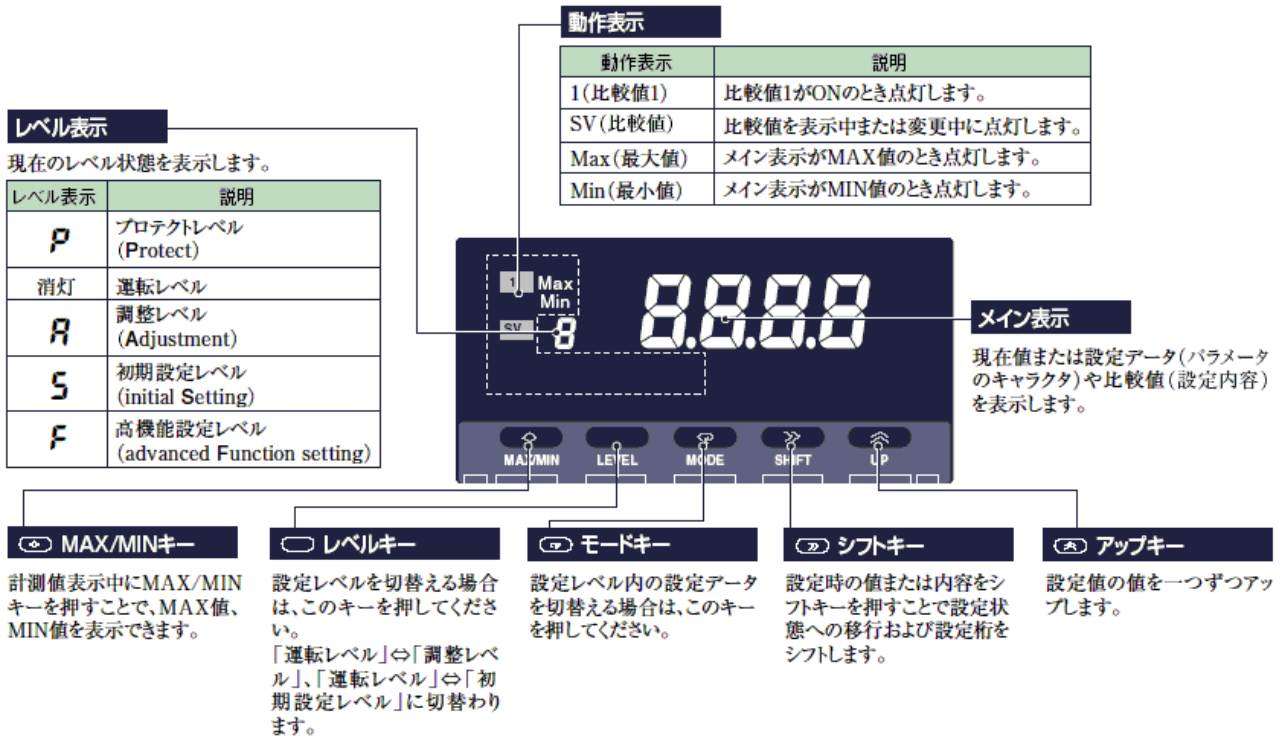 動作表示
動作表示 説明
1(比較値1) 比較値1がONのとき点灯します。
SV(比較値) 比較値を表示中または変更中に点灯します。
Max(最大値) メイン表示がMAX値のとき点灯します。
Min(最小値) メイン表示がMIN値のとき点灯します。
レベル表示
現在のレベル状態を表示します。
レベル表示 説明
P プロテクトレベル
(Protect)
消灯 運転レベル
A 調整レベル
(Adjustment)
S 初期設定レベル
(initial Setting)
F 高機能設定レベル
(advanced Function setting)
1 Max
Min
SV 8
8.8.8.8
メイン表示
現在値または設定データ(パラメータ
のキャラクタ)や比較値(設定内容)
を表示します。
MAX/MIN LEVEL MODE SHIFT UP
MAX/MINキー
計測値表示中にMAX/MIN
キーを押すことで、MAX値、
MIN値を表示できます。
レベルキー
設定レベルを切替える場合
は、このキーを押してくださ
い。
「運転レベル」⇔「調整レベ
ル」、「運転レベル」⇔「初
期設定レベル」に切替わり
ます。
モードキー
設定レベル内の設定データ
を切替える場合は、このキー
を押してください。
シフトキー
設定時の値または内容をシ
フトキーを押すことで設定状
態への移行および設定桁を
シフトします。
アップキー
設定値の値を一つずつアッ
プします。